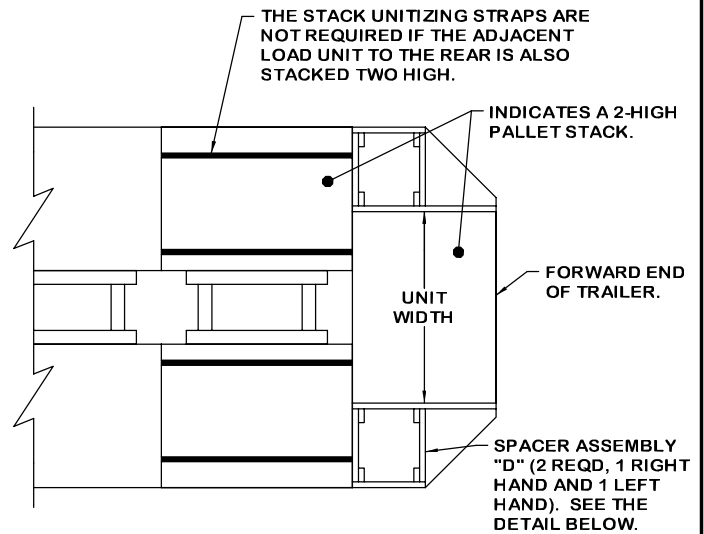 THE STACK UNITIZING STRAPS ARE
NOT REQUIRED IF THE ADJACENT
LOAD UNIT TO THE REAR IS ALSO
STACKED TWO HIGH.
INDICATES A 2-HIGH
PALLET STACK.
FORWARD END
OF TRAILER.
UNIT
WIDTH
SPACER ASSEMBLY
"D" (2 REQD, 1 RIGHT
HAND AND 1 LEFT
HAND). SEE THE
DETAIL BELOW.